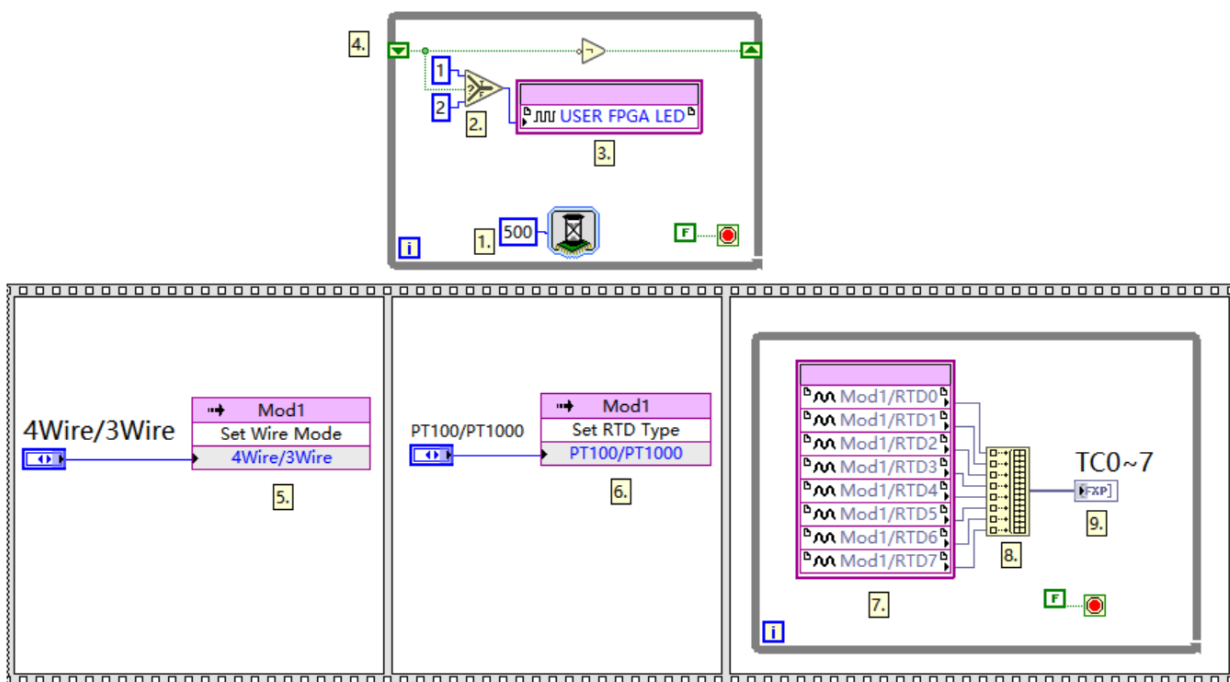 4.
1
2
2.
USER FPGA LED
3.
1.
500
F
i
4Wire/3Wire
Mod1
Set Wire Mode
4Wire/3Wire
5.
PT100/PT1000
Mod1
Set RTD Type
PT100/PT1000
6.
Mod1/RTD0
Mod1/RTD1
Mod1/RTD2
Mod1/RTD3
Mod1/RTD4
Mod1/RTD5
Mod1/RTD6
Mod1/RTD7
7.
8.
TC0~7
FXP]
9.
F
i